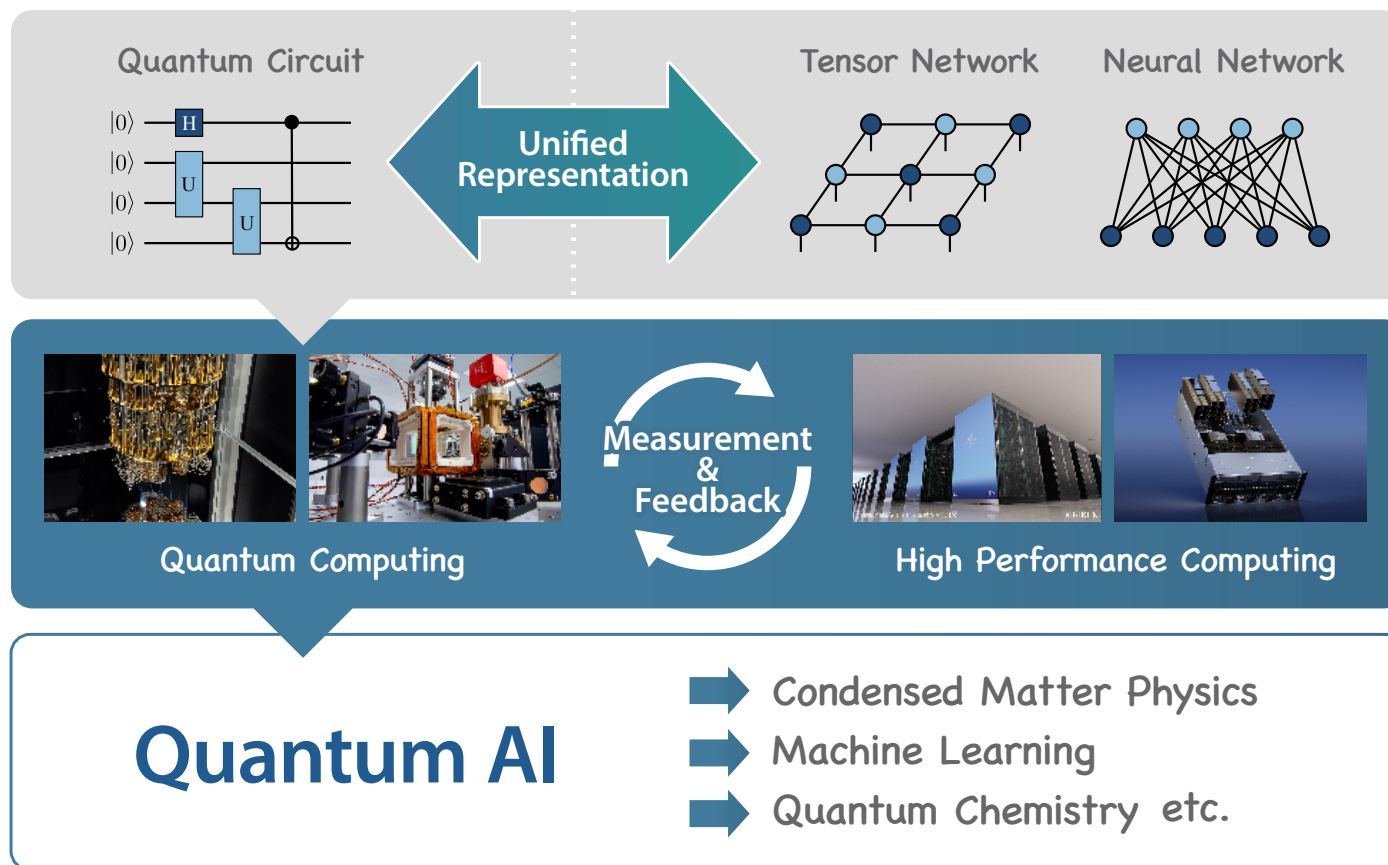 Quantum Circuit
Tensor Network
Neural Network
|0⟩
H
|0⟩
U
|0⟩
U
|0⟩
Unified
Representation
Measurement
&
Feedback
Quantum Computing
High Performance Computing
Quantum AI
Condensed Matter Physics
Machine Learning
Quantum Chemistry etc.